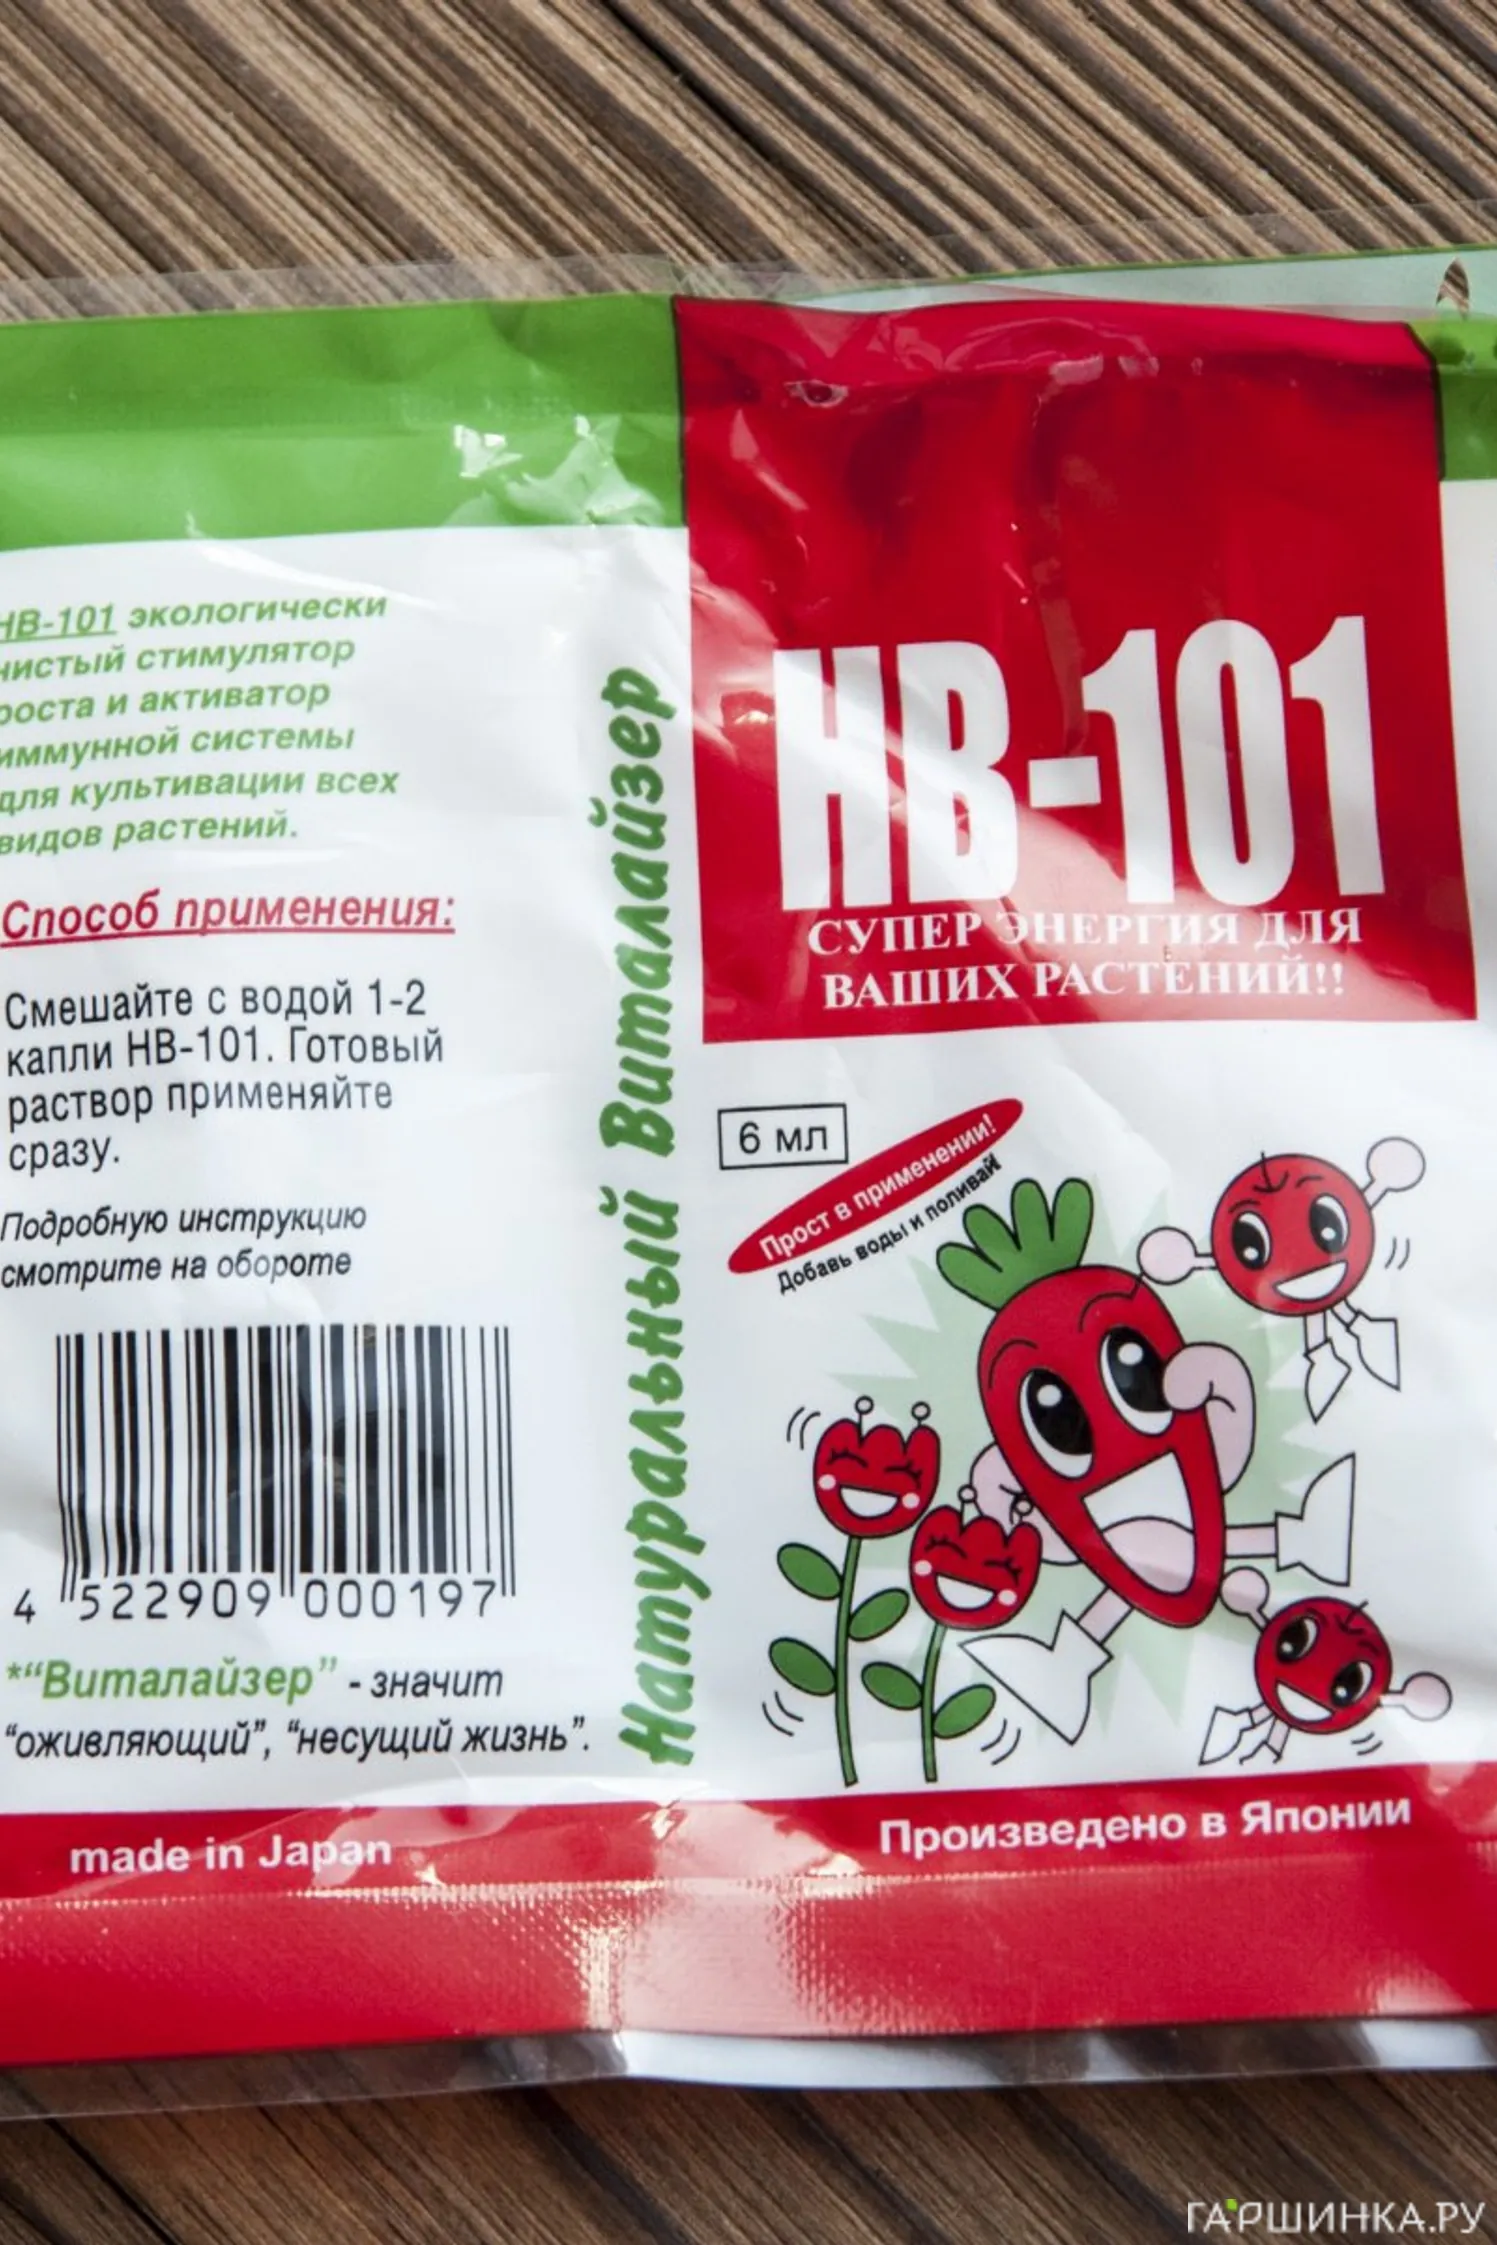 HB-101 экологически
чистый стимулятор
роста и активатор
иммунной системы
для культивации всех
видов растений.
Способ применения:
Смешайте с водой 1-2
капли HB-101. Готовый
раствор применяйте
сразу.
Подробную инструкцию
смотрите на обороте
4 522909 000197
*“Виталайзер” - значит
“оживляющий”, “несущий жизнь”.
made in Japan
Натуральный Виталайзер
HB-101
СУПЕР ЭНЕРГИЯ ДЛЯ
ВАШИХ РАСТЕНИЙ!!
6 мл
Прост в применении!
Добавь воды и поливай
Произведено в Японии
ГАРШИНКА.РУ